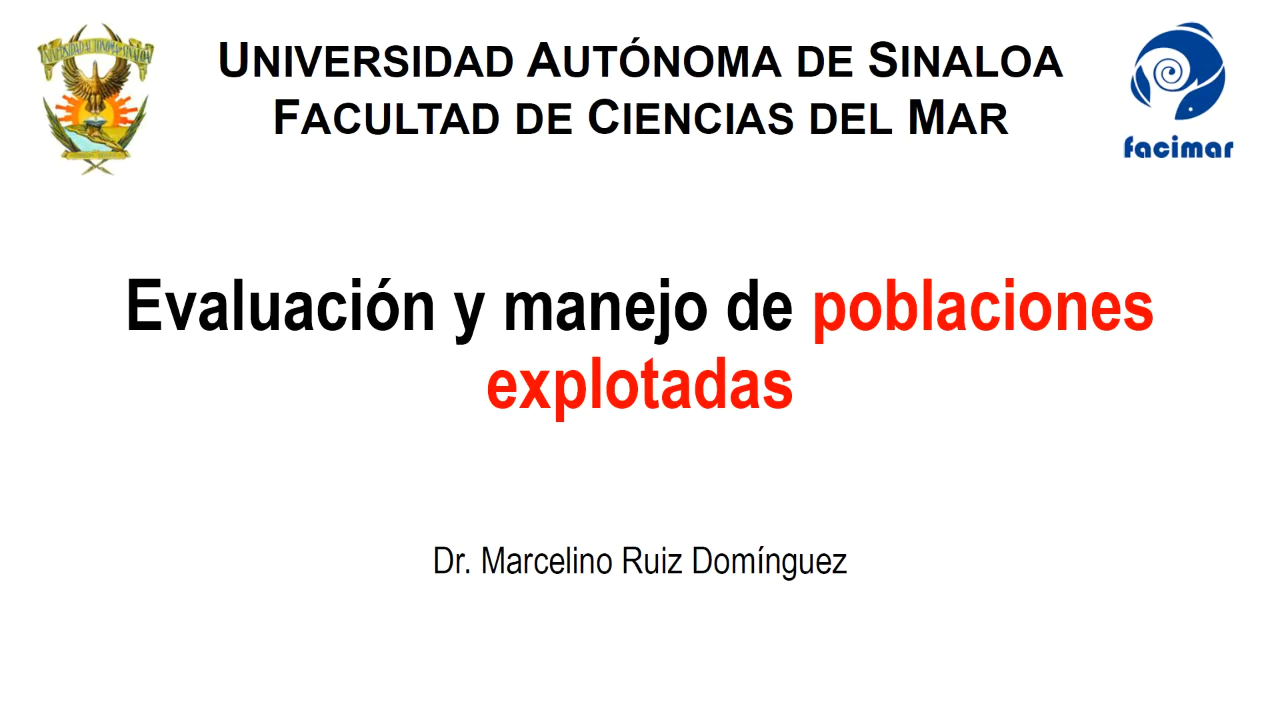 UNIVERSIDAD AUTÓNOMA DE SINALOA
FACULTAD DE CIENCIAS DEL MAR
facimar
Evaluación y manejo de poblaciones
explotadas
Dr. Marcelino Ruiz Domínguez